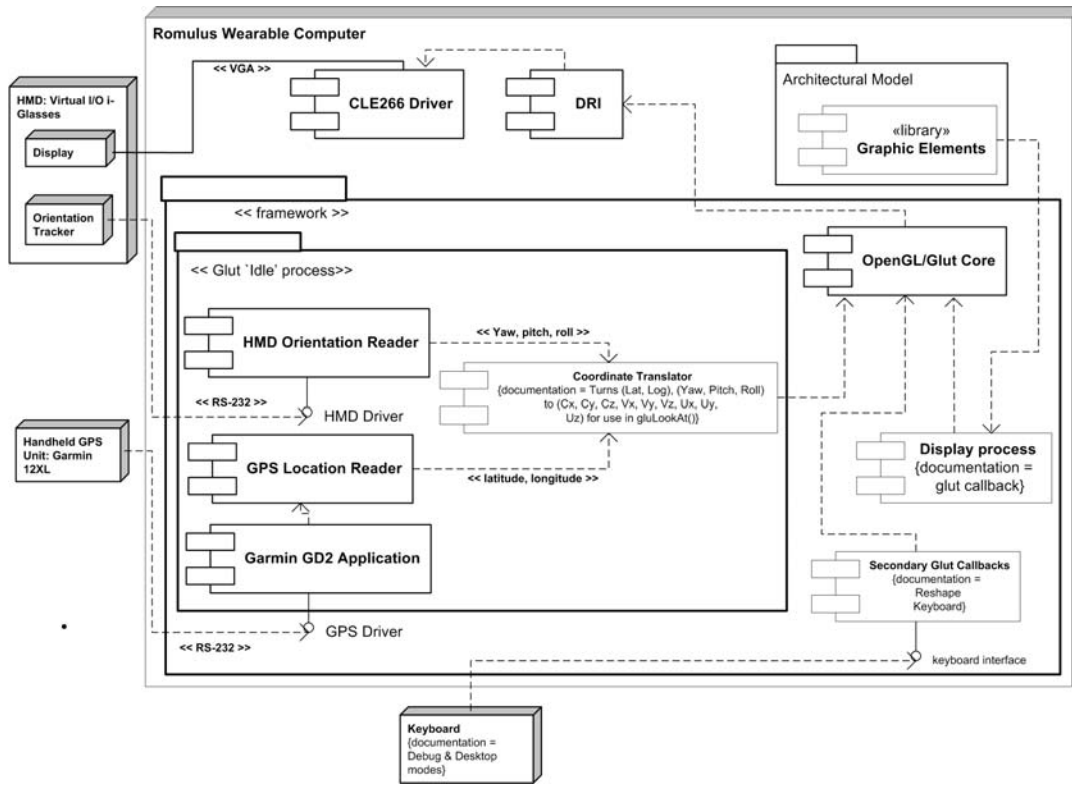 Romulus Wearable Computer
<< VGA >>
HMD: Virtual I/O i-
Glasses
Display
Orientation
Tracker
CLE266 Driver
DRI
Architectural Model
«library»
Graphic Elements
<< framework >>
OpenGL/Glut Core
<< Glut `Idle' process>>
HMD Orientation Reader
<< Yaw, pitch, roll >>
<< RS-232 >>
HMD Driver
Coordinate Translator
{documentation = Turns (Lat, Log), (Yaw, Pitch, Roll)
to (Cx, Cy, Cz, Vx, Vy, Vz, Ux, Uy,
Uz) for use in gluLookAt()}
Handheld GPS
Unit: Garmin
12XL
GPS Location Reader
<< latitude, longitude >>
Display process
{documentation =
glut callback}
Garmin GD2 Application
Secondary Glut Callbacks
{documentation =
Reshape
Keyboard}
GPS Driver
<< RS-232 >>
keyboard interface
Keyboard
{documentation =
Debug & Desktop
modes}